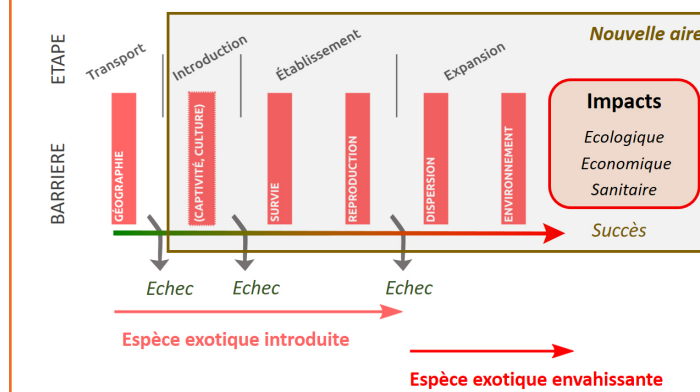 ETAPE
Transport
Introduction
Établissement
Expansion
Nouvelle aire
BARRIERE
GÉOGRAPHIE
(CAPTIVITÉ, CULTURE)
SURVIE
REPRODUCTION
DISPERSION
ENVIRONNEMENT
Impacts
Ecologique
Economique
Sanitaire
Succès
Echec
Echec
Echec
Espèce exotique introduite
Espèce exotique envahissante